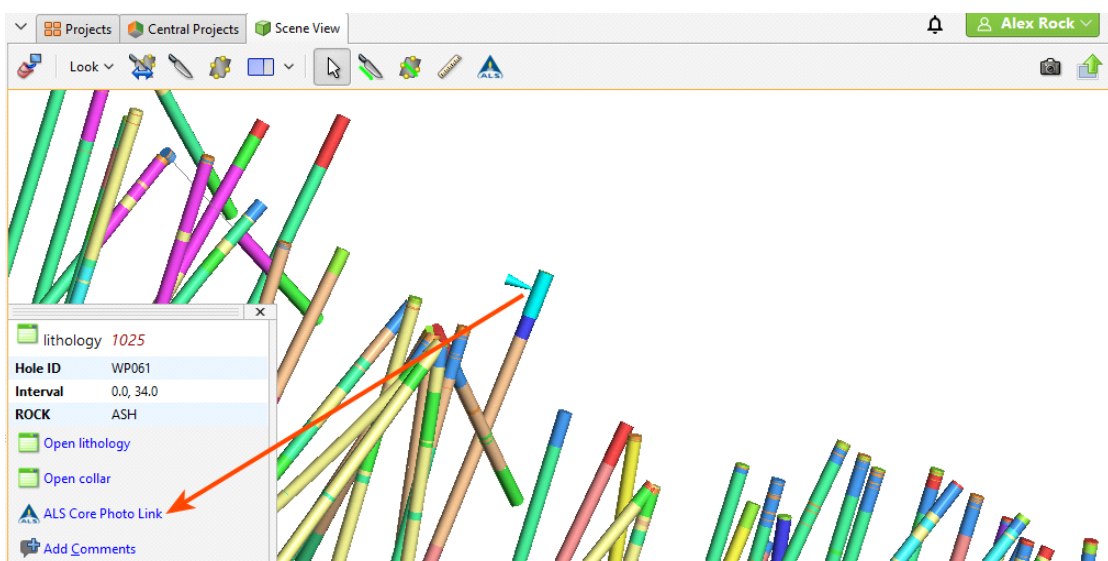 Projects Central Projects Scene View Alex Rock
Look ALS
x
lithology 1025
Hole ID WP061
Interval 0.0, 34.0
ROCK ASH
Open lithology
Open collar
ALS ALS Core Photo Link
Add Comments